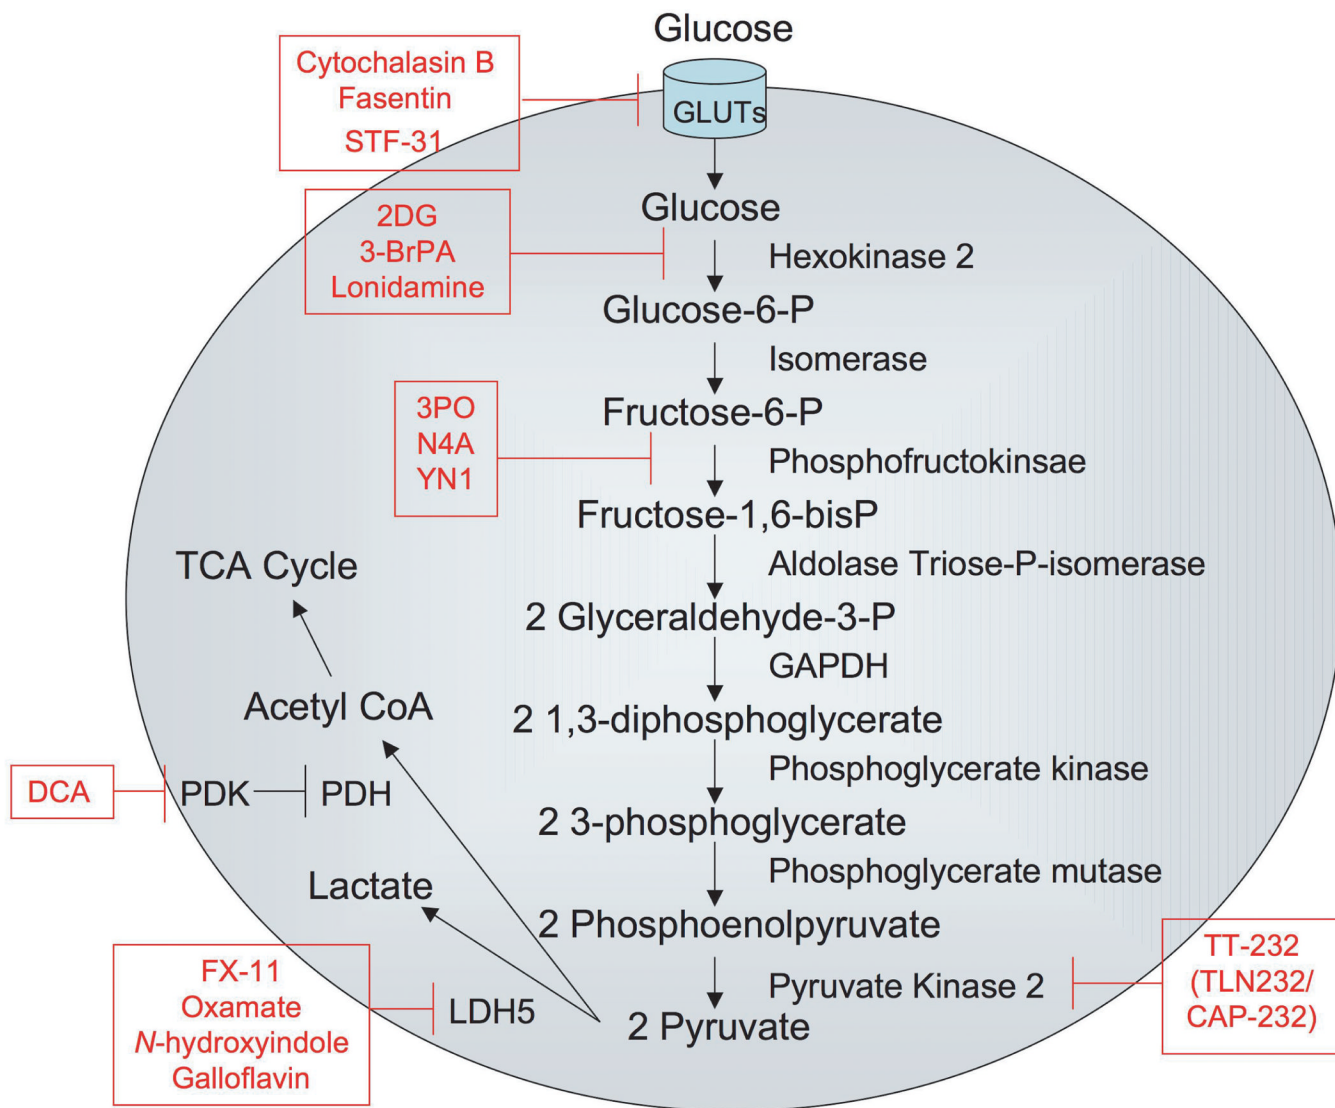 Glucose
Cytochalasin B
Fasentin
STF-31
GLUTs
Glucose
2DG
3-BrPA
Lonidamine
Hexokinase 2
Glucose-6-P
Isomerase
3PO
N4A
YN1
Fructose-6-P
Phosphofructokinsae
Fructose-1,6-bisP
TCA Cycle
Aldolase Triose-P-isomerase
2 Glyceraldehyde-3-P
GAPDH
Acetyl CoA
2 1,3-diphosphoglycerate
Phosphoglycerate kinase
DCA
PDK
PDH
2 3-phosphoglycerate
Phosphoglycerate mutase
Lactate
2 Phosphoenolpyruvate
TT-232
(TLN232/
CAP-232)
Pyruvate Kinase 2
FX-11
Oxamate
N-hydroxyindole
Galloflavin
LDH5
2 Pyruvate